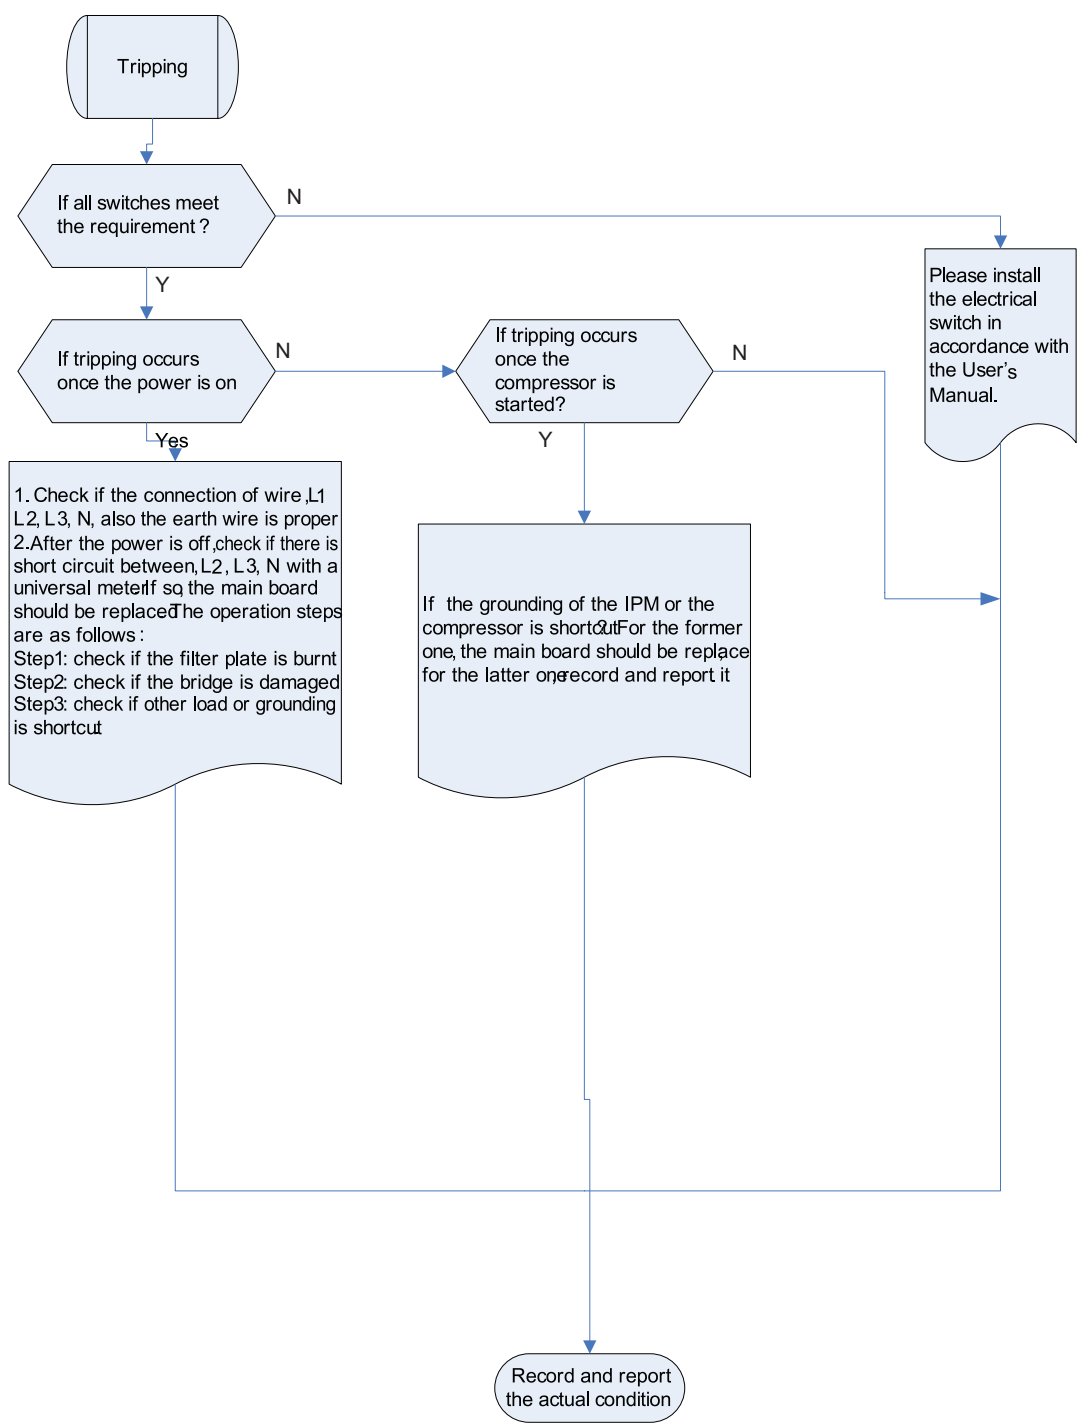 Tripping
If all switches meet
the requirement ?
N
Y
Please install
the electrical
switch in
accordance with
the User's
Manual.
If tripping occurs
once the power is on
N
If tripping occurs
once the
compressor is
started?
N
Yes
Y
1. Check if the connection of wire ,L1
L2, L3, N, also the earth wire is proper
2.After the power is off,check if there is
short circuit between, L2, L3, N with a
universal meter.If so, the main board
should be replaced.The operation steps
are as follows :
Step1: check if the filter plate is burnt
Step2: check if the bridge is damaged
Step3: check if other load or grounding
is shortcut.
If the grounding of the IPM or the
compressor is shortcut? For the former
one, the main board should be replace,
for the latter one, record and report it.
Record and report
the actual condition